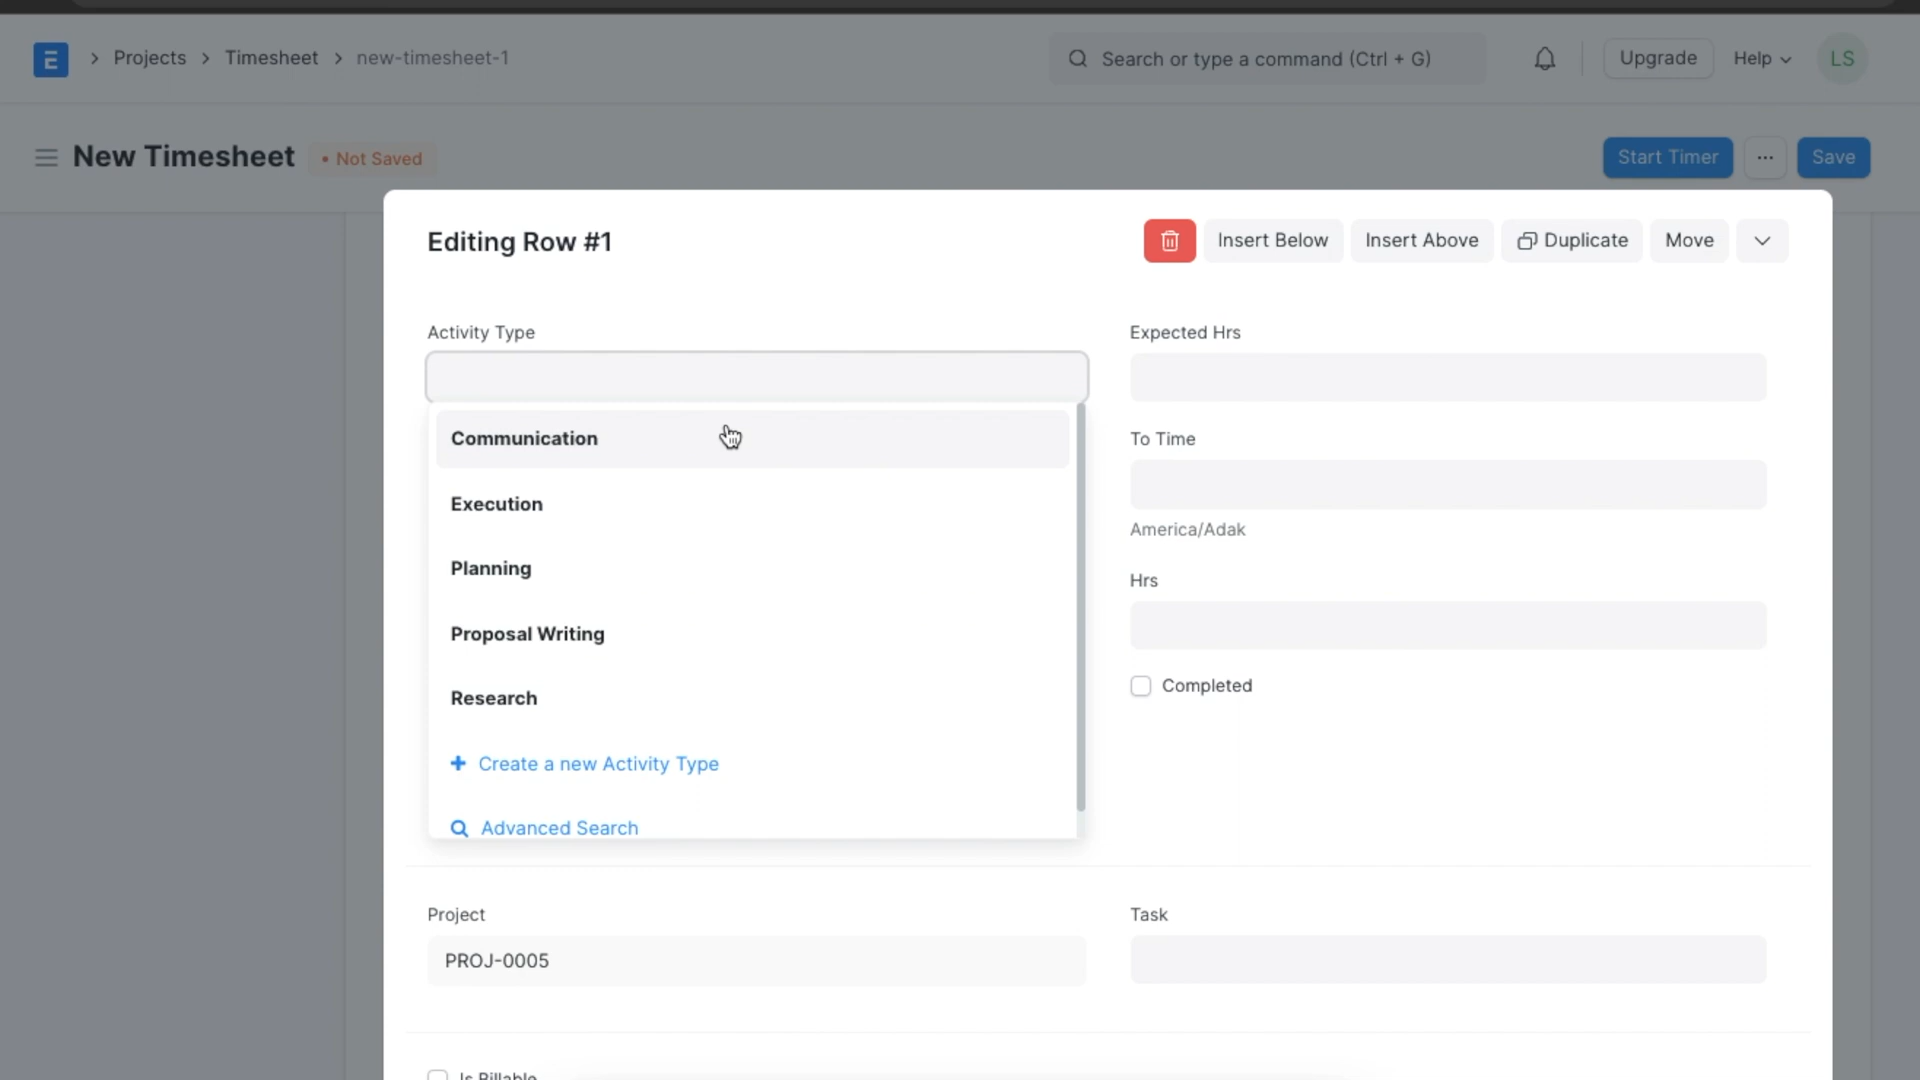 E > Projects > Timesheet > new-timesheet-1 Search or type a command (Ctrl + G) Upgrade Help LS
New Timesheet • Not Saved Start Timer ... Save
Editing Row #1 Insert Below Insert Above Duplicate Move
Activity Type
Communication
Execution
Planning
Proposal Writing
Research
+ Create a new Activity Type
Advanced Search
Expected Hrs
To Time
America/Adak
Hrs
Completed
Project
PROJ-0005
Task
Is Billable